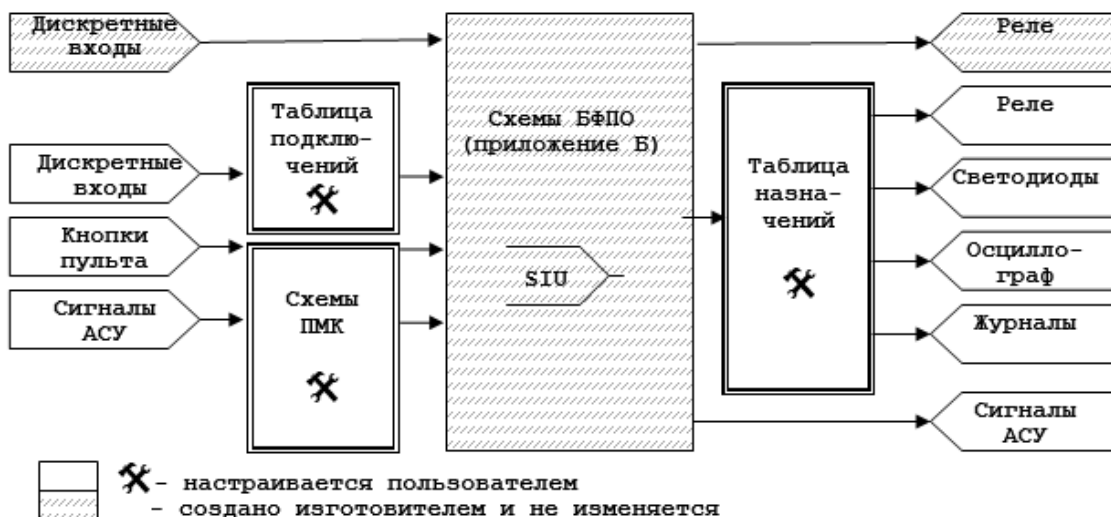 Дискретные
входы
Дискретные
входы
Кнопки
пульта
Сигналы
АСУ
Таблица
подклю-
чений
Схемы
ПМК
Схемы БФПО
(приложение Б)
SIU
Таблица
назна-
чений
Реле
Реле
Светодиоды
Осцилло-
граф
Журналы
Сигналы
АСУ
- настраивается пользователем
- создано изготовителем и не изменяется